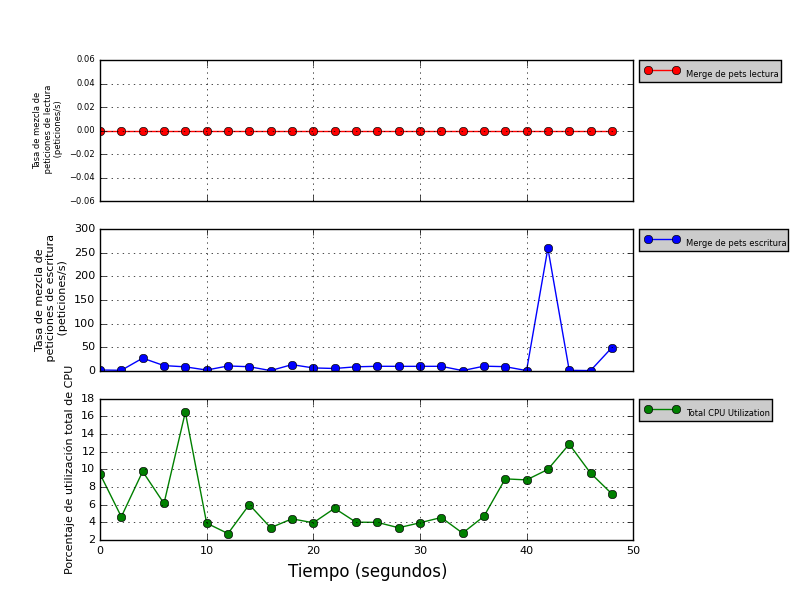 0.06
0.04
0.02
0.00
−0.02
−0.04
−0.06
Tasa de mezcla de
peticiones de lectura
(peticiones/s)
Merge de pets lectura
300
250
200
150
100
50
0
Tasa de mezcla de
peticiones de escritura
(peticiones/s)
Merge de pets escritura
18
16
14
12
10
8
6
4
2
Porcentaje de utilización total de CPU
Total CPU Utilization
0 10 20 30 40 50
Tiempo (segundos)